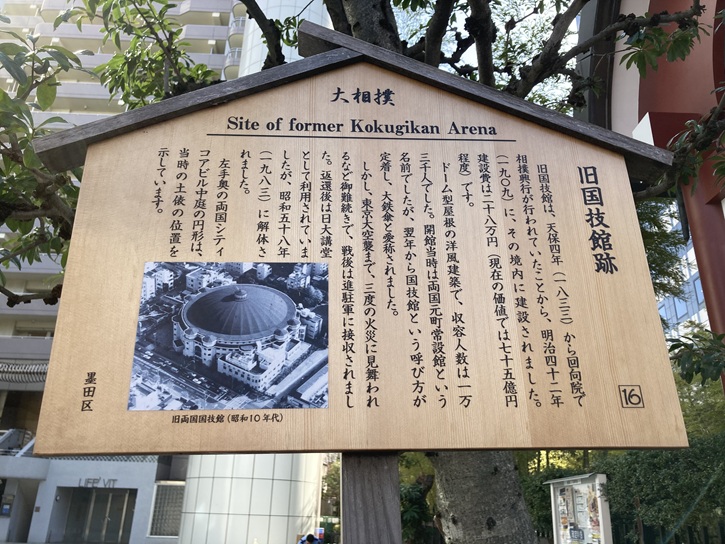 大相撲
Site of former Kokugikan Arena
旧国技館跡
旧国技館は、天保四年（一八三三）から回向院で
相撲興行が行われていたことから、明治四十二年
（一九〇九）に、その境内に建設されました。
建設費は二十八万円（現在の価値では七十五億円
程度）です。
ドーム型屋根の洋風建築で、収容人数は一万
三千人でした。開館当時は両国元町常設館という
名前でしたが、翌年から国技館という呼び方が
定着し、大鉄傘と愛称されました。
しかし、東京大空襲まで、三度の火災に見舞われ
るなど御難続きで、戦後は進駐軍に接収されまし
た。返還後は日大講堂
として利用されていま
したが、昭和五十八年
（一九八三）に解体さ
れました。
左手奥の両国シティ
コアビル中庭の円形は、
当時の土俵の位置を
示しています。
旧両国国技館（昭和10年代）
墨田区
16
LIFE VIT